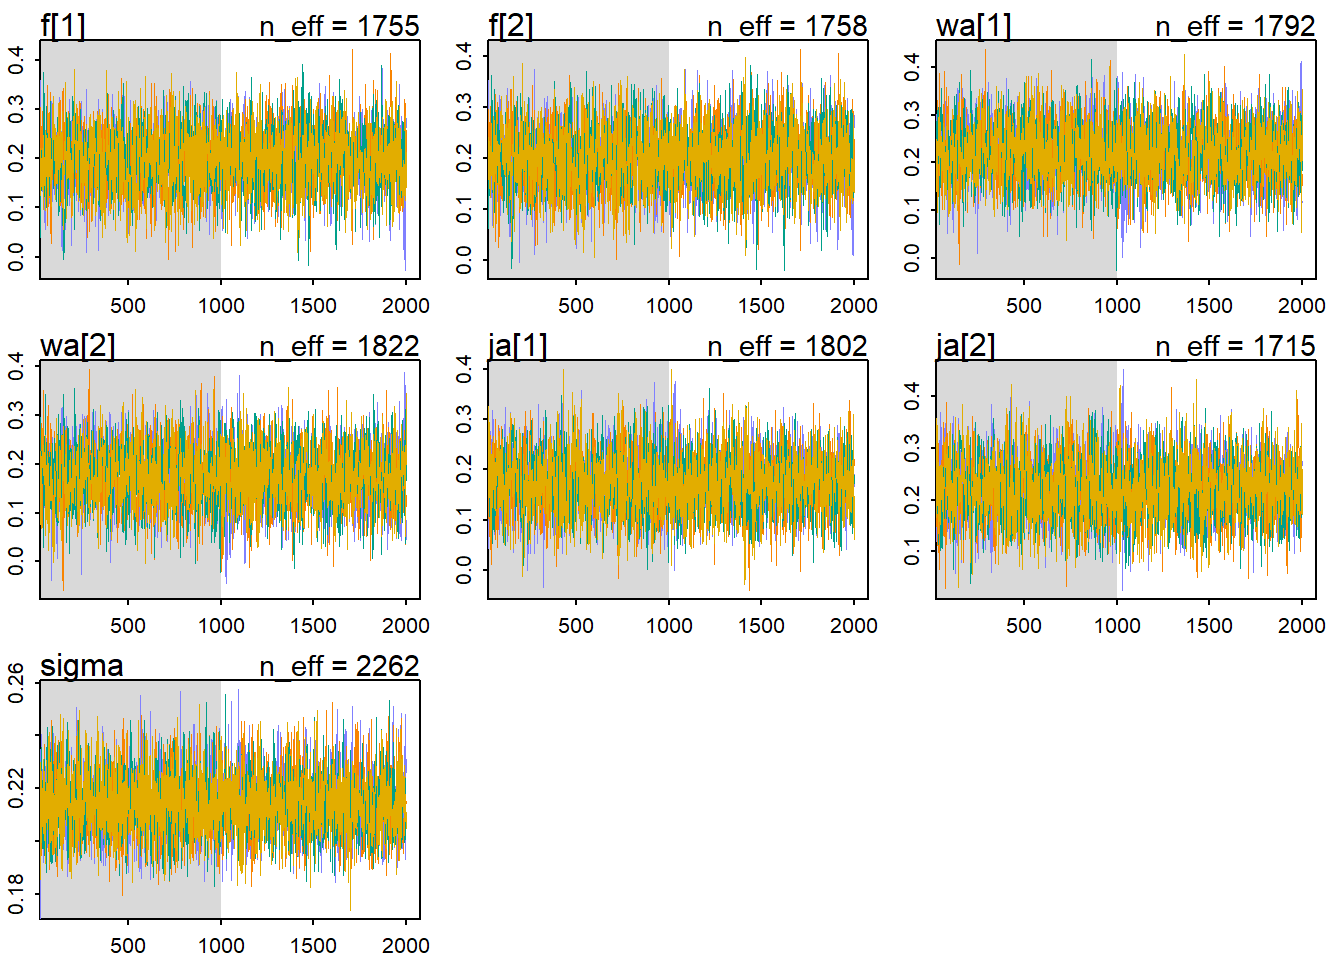 f[1] n_eff = 1755
0.0 0.1 0.2 0.3 0.4
500 1000 1500 2000
f[2] n_eff = 1758
0.0 0.1 0.2 0.3 0.4
500 1000 1500 2000
wa[1] n_eff = 1792
0.0 0.1 0.2 0.3 0.4
500 1000 1500 2000
wa[2] n_eff = 1822
0.0 0.1 0.2 0.3 0.4
500 1000 1500 2000
ja[1] n_eff = 1802
0.0 0.1 0.2 0.3 0.4
500 1000 1500 2000
ja[2] n_eff = 1715
0.1 0.2 0.3 0.4
500 1000 1500 2000
sigma n_eff = 2262
0.18 0.22 0.26
500 1000 1500 2000